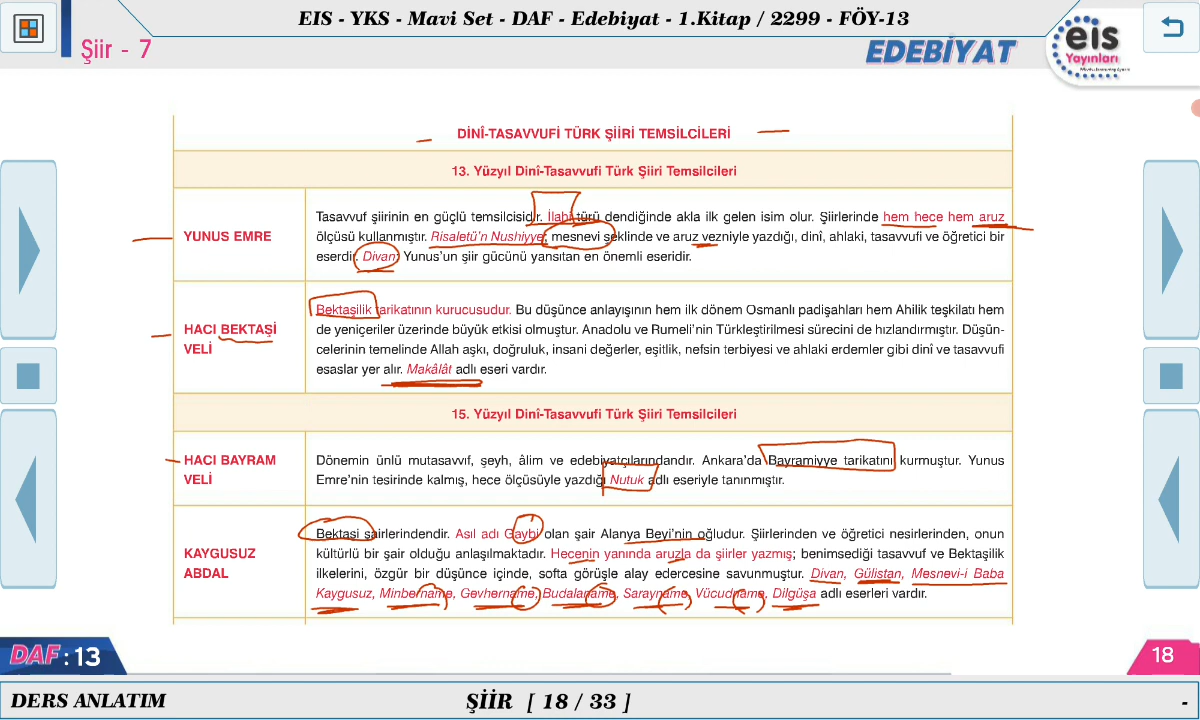 EIS - YKS - Mavi Set - DAF - Edebiyat - 1.Kitap / 2299 - FÖY-13
Şiir - 7
EDEBİYAT
eis
Yayınları
DİNÎ-TASAVVUFİ TÜRK ŞİİRİ TEMSİLCİLERİ
13. Yüzyıl Dinî-Tasavvufi Türk Şiiri Temsilcileri
YUNUS EMRE
Tasavvuf şiirinin en güçlü temsilcisidir. İlahi türü dendiğinde akla ilk gelen isim olur. Şiirlerinde hem hece hem aruz
ölçüsü kullanmıştır. Risaletü’n Nushiyye, mesnevi şeklinde ve aruz vezniyle yazdığı, dinî, ahlaki, tasavvufi ve öğretici bir
eserdir. Divan; Yunus’un şiir gücünü yansıtan en önemli eseridir.
HACI BEKTAŞİ
VELİ
Bektaşilik tarikatının kurucusudur. Bu düşünce anlayışının hem ilk dönem Osmanlı padişahları hem Ahilik teşkilatı hem
de yeniçeriler üzerinde büyük etkisi olmuştur. Anadolu ve Rumeli’nin Türkleştirilmesi sürecini de hızlandırmıştır. Düşün-
celerinin temelinde Allah aşkı, doğruluk, insani değerler, eşitlik, nefsin terbiyesi ve ahlaki erdemler gibi dinî ve tasavvufi
esaslar yer alır. Makâlât adlı eseri vardır.
15. Yüzyıl Dinî-Tasavvufi Türk Şiiri Temsilcileri
HACI BAYRAM
VELİ
Dönemin ünlü mutasavvıf, şeyh, âlim ve edebiyatçılarındandır. Ankara’da Bayramiyye tarikatını kurmuştur. Yunus
Emre’nin tesirinde kalmış, hece ölçüsüyle yazdığı Nutuk adlı eseriyle tanınmıştır.
KAYGUSUZ
ABDAL
Bektaşi şairlerindendir. Asıl adı Gaybi olan şair Alanya Beyi’nin oğludur. Şiirlerinden ve öğretici nesirlerinden, onun
kültürlü bir şair olduğu anlaşılmaktadır. Hecenin yanında aruzla da şiirler yazmış; benimsediği tasavvuf ve Bektaşilik
ilkelerini, özgür bir düşünce içinde, softa görüşle alay edercesine savunmuştur. Divan, Gülistan, Mesnevi-i Baba
Kaygusuz, Minbername, Gevhername, Budalaname, Sarayname, Vücudname, Dilgüşa adlı eserleri vardır.
DAF : 13
18
DERS ANLATIM
ŞİİR [ 18 / 33 ]
-